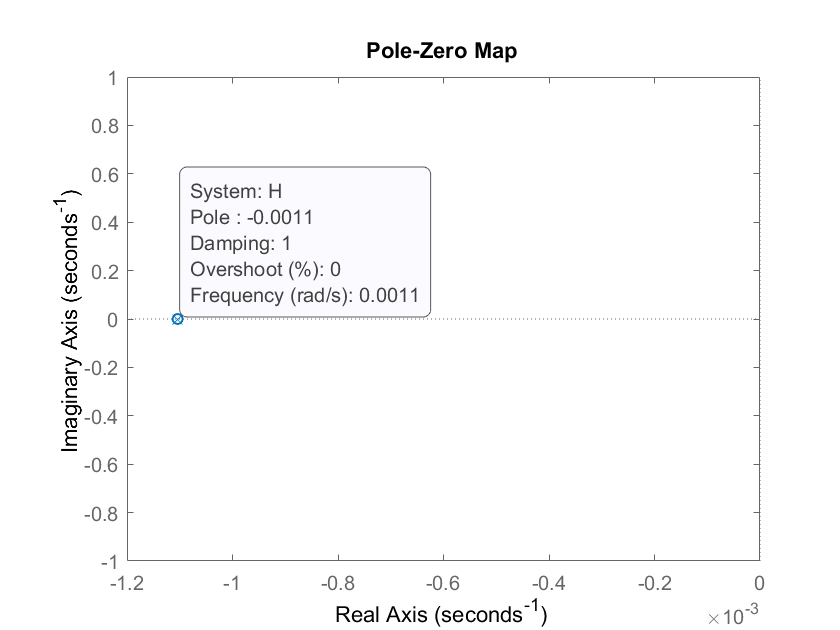 Pole-Zero Map
1
0.8
0.6
0.4
0.2
0
-0.2
-0.4
-0.6
-0.8
-1
Imaginary Axis (seconds⁻¹)
System: H
Pole : -0.0011
Damping: 1
Overshoot (%): 0
Frequency (rad/s): 0.0011
-1.2 -1 -0.8 -0.6 -0.4 -0.2 0
Real Axis (seconds⁻¹)
×10⁻³